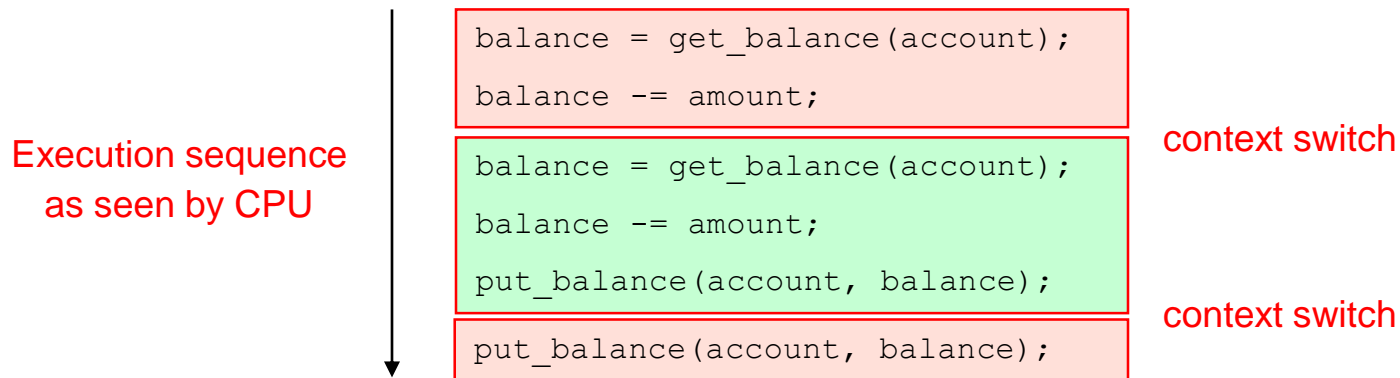 balance = get_balance(account);
balance -= amount;
context switch
Execution sequence
as seen by CPU
balance = get_balance(account);
balance -= amount;
put_balance(account, balance);
context switch
put_balance(account, balance);